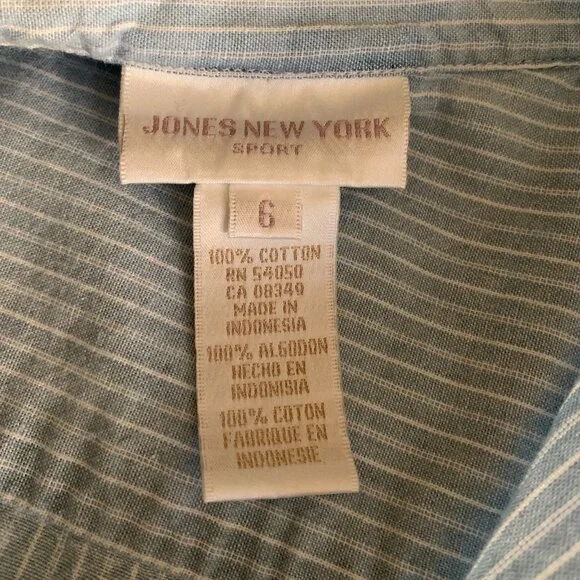 JONES NEW YORK
SPORT
6
100% COTTON
RN 54050
CA 08349
MADE IN
INDONESIA
100% ALGODON
HECHO EN
INDONISIA
100% COTON
FABRIQUE EN
INDONESIE